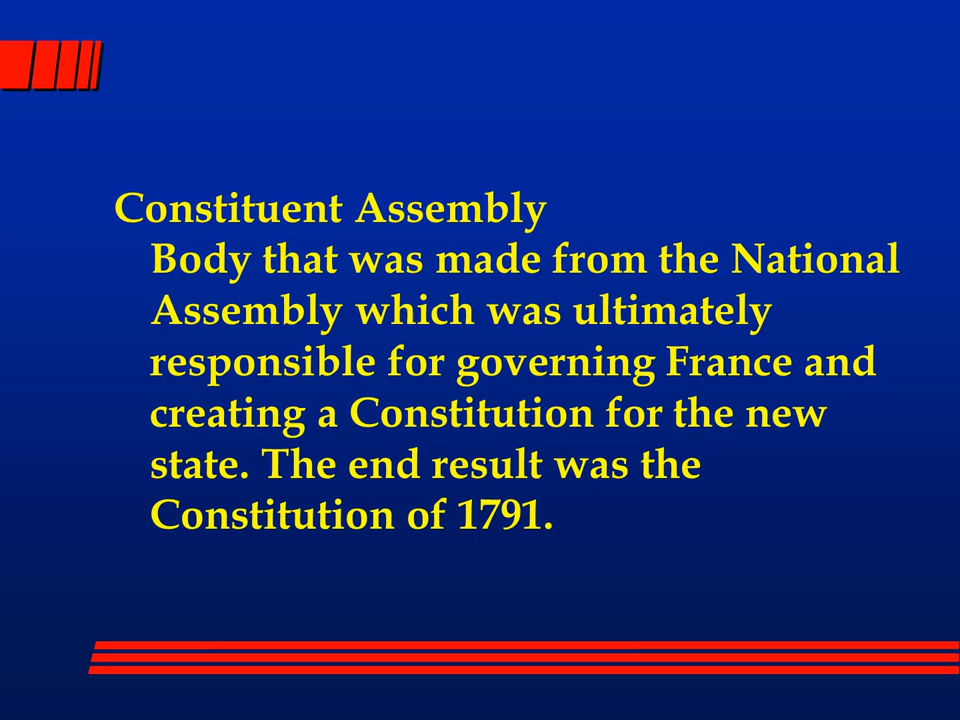 Constituent Assembly
Body that was made from the National
Assembly which was ultimately
responsible for governing France and
creating a Constitution for the new
state. The end result was the
Constitution of 1791.